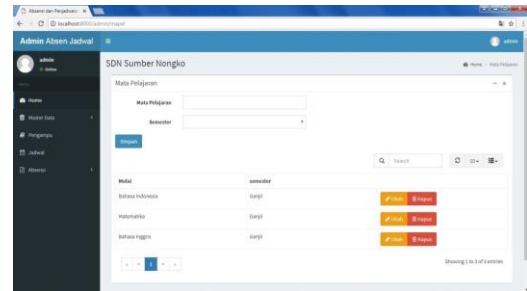 Absensi dan Penjadwalan
localhost:8000/admin/mapel
Admin Absen Jadwal
admin
admin
Online
SDN Sumber Nongko
Home > Mata Pelajaran
Home
Master Data
Pengampu
Jadwal
Absensi
Mata Pelajaran
Mata Pelajaran
Semester
Simpan
Search
Mulai semester
Bahasa Indonesia Ganjil Ubah Hapus
Matematika Ganjil Ubah Hapus
Bahasa Inggris Ganjil Ubah Hapus
1
Showing 1 to 3 of 3 entries